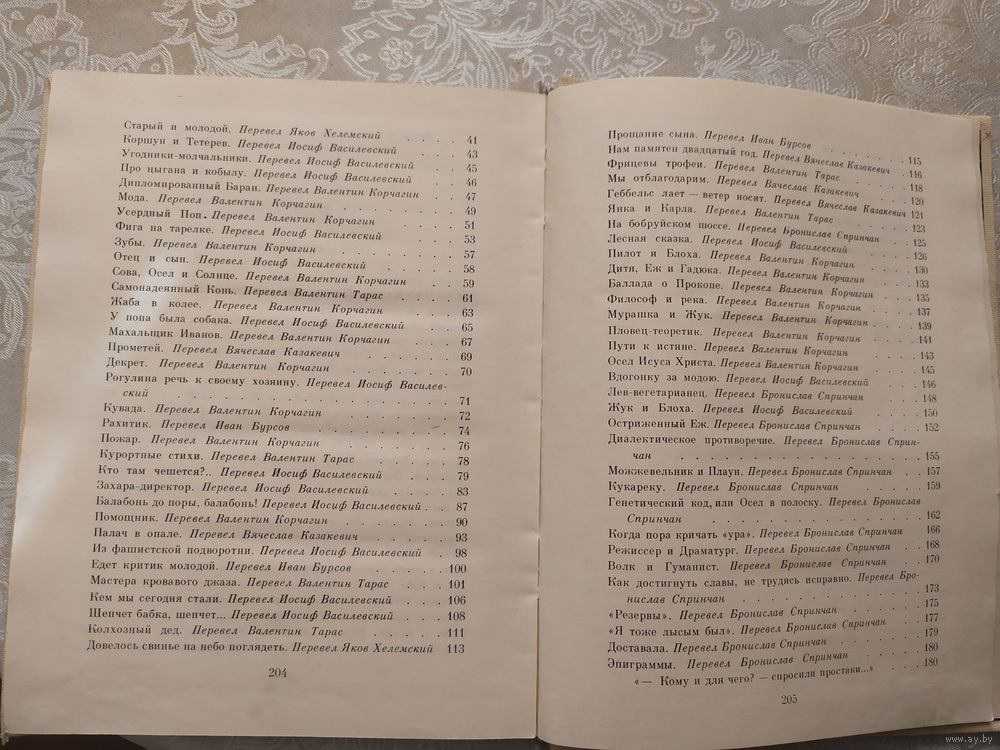 Старый и молодой. Перевел Яков Хелемский . . . . 41
Коршун и Тетерев. Перевел Иосиф Василевский . . . . 43
Угодники-молчальники. Перевел Иосиф Василевский . . . . 45
Про цыгана и кобылу. Перевел Иосиф Василевский . . . . 46
Дипломированный Баран. Перевел Валентин Корчагин . . . 47
Мода. Перевел Валентин Корчагин . . . . 49
Усердный Поп. Перевел Валентин Корчагин . . . . 51
Фига на тарелке. Перевел Иосиф Василевский . . . . 53
Зубы. Перевел Валентин Корчагин . . . . 57
Отец и сын. Перевел Иосиф Василевский . . . . 58
Сова, Осел и Солнце. Перевел Валентин Корчагин . . . . 59
Самонадеянный Конь. Перевел Валентин Тарас . . . . 61
Жаба в колее. Перевел Валентин Корчагин . . . . 63
У попа была собака. Перевел Иосиф Василевский . . . . 65
Махальщик Иванов. Перевел Валентин Корчагин . . . . 67
Прометей. Перевел Вячеслав Казакевич . . . . 69
Декрет. Перевел Валентин Корчагин . . . . 70
Рогулина речь к своему хозяину. Перевел Иосиф Василев-
ский . . . . 71
Кувада. Перевел Валентин Корчагин . . . . 72
Рахитик. Перевел Иван Бурсов . . . . 74
Пожар. Перевел Валентин Корчагин . . . . 76
Курортные стихи. Перевел Валентин Тарас . . . . 78
Кто там чешется?.. Перевел Иосиф Василевский . . . . 79
Захара-директор. Перевел Иосиф Василевский . . . . 83
Балабонь до поры, балабонь! Перевел Иосиф Василевский . . 87
Помощник. Перевел Валентин Корчагин . . . . 90
Палач в опале. Перевел Вячеслав Казакевич . . . . 93
Из фашистской подворотни. Перевел Иосиф Василевский . . 98
Едет критик молодой. Перевел Иван Бурсов . . . . 100
Мастера кровавого джаза. Перевел Валентин Тарас . . . 101
Кем мы сегодня стали. Перевел Иосиф Василевский . . . 106
Шепчет бабка, шепчет... Перевел Иосиф Василевский . . . 108
Колхозный дед. Перевел Валентин Тарас . . . . 111
Довелось свинье на небо поглядеть. Перевел Яков Хелемский 113
204
Прощание сына. Перевел Иван Бурсов . . . . 115
Нам памятен двадцатый год. Перевел Вячеслав Казакевич . 116
Фрицевы трофеи. Перевел Валентин Тарас . . . . 118
Мы отблагодарим. Перевел Вячеслав Казакевич . . . . 120
Геббельс лает — ветер носит. Перевел Вячеслав Казакевич 121
Янка и Карла. Перевел Валентин Тарас . . . . 123
На бобруйском шоссе. Перевел Бронислав Спринчан . . . 125
Лесная сказка. Перевел Иосиф Василевский . . . . 126
Пилот и Блоха. Перевел Валентин Корчагин . . . . 130
Дитя, Еж и Гадюка. Перевел Валентин Корчагин . . . 133
Баллада о Прокопе. Перевел Валентин Корчагин . . . 135
Философ и река. Перевел Валентин Корчагин . . . . 137
Мурашка и Жук. Перевел Валентин Корчагин . . . . 139
Пловец-теоретик. Перевел Валентин Корчагин . . . . 141
Пути к истине. Перевел Валентин Корчагин . . . . 143
Осел Исуса Христа. Перевел Валентин Корчагин . . . 145
Вдогонку за модою. Перевел Иосиф Василевский . . . 146
Лев-вегетарианец. Перевел Бронислав Спринчан . . . 148
Жук и Блоха. Перевел Иосиф Василевский . . . . 150
Остриженный Еж. Перевел Бронислав Спринчан . . . 152
Диалектическое противоречие. Перевел Бронислав Сприн-
чан . . . . 155
Можжевельник и Плаун. Перевел Бронислав Спринчан . . 157
Кукареку. Перевел Бронислав Спринчан . . . . 159
Генетический код, или Осел в полоску. Перевел Бронислав
Спринчан . . . . 162
Когда пора кричать «ура». Перевел Бронислав Спринчан . 166
Режиссер и Драматург. Перевел Бронислав Спринчан . . 168
Волк и Гуманист. Перевел Бронислав Спринчан . . . 170
Как достигнуть славы, не трудясь исправно. Перевел Бро-
нислав Спринчан . . . . 173
«Резервы». Перевел Бронислав Спринчан . . . . 175
«Я тоже лысым был». Перевел Бронислав Спринчан . . . 177
Доставала. Перевел Бронислав Спринчан . . . . 179
Эпиграммы. Перевел Бронислав Спринчан . . . . 180
«— Кому и для чего? — спросили простаки...» . . . 180
205
www.ay.by